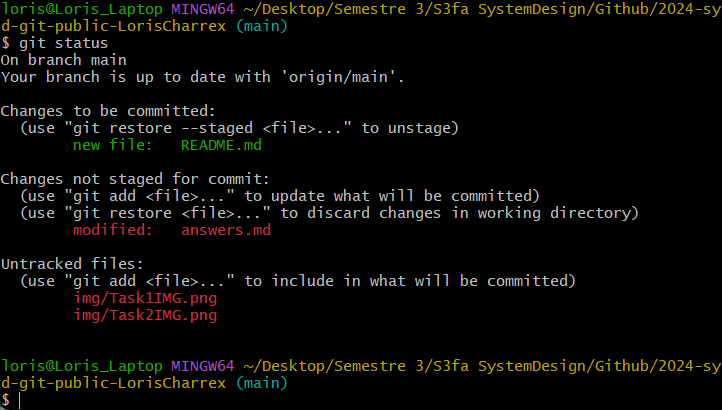 loris@Loris_Laptop MINGW64 ~/Desktop/Semestre 3/S3fa SystemDesign/Github/2024-sy
d-git-public-LorisCharrex (main)
$ git status
On branch main
Your branch is up to date with 'origin/main'.
Changes to be committed:
  (use "git restore --staged <file>..." to unstage)
        new file:   README.md
Changes not staged for commit:
  (use "git add <file>..." to update what will be committed)
  (use "git restore <file>..." to discard changes in working directory)
        modified:   answers.md
Untracked files:
  (use "git add <file>..." to include in what will be committed)
        img/Task1IMG.png
        img/Task2IMG.png
loris@Loris_Laptop MINGW64 ~/Desktop/Semestre 3/S3fa SystemDesign/Github/2024-sy
d-git-public-LorisCharrex (main)
$